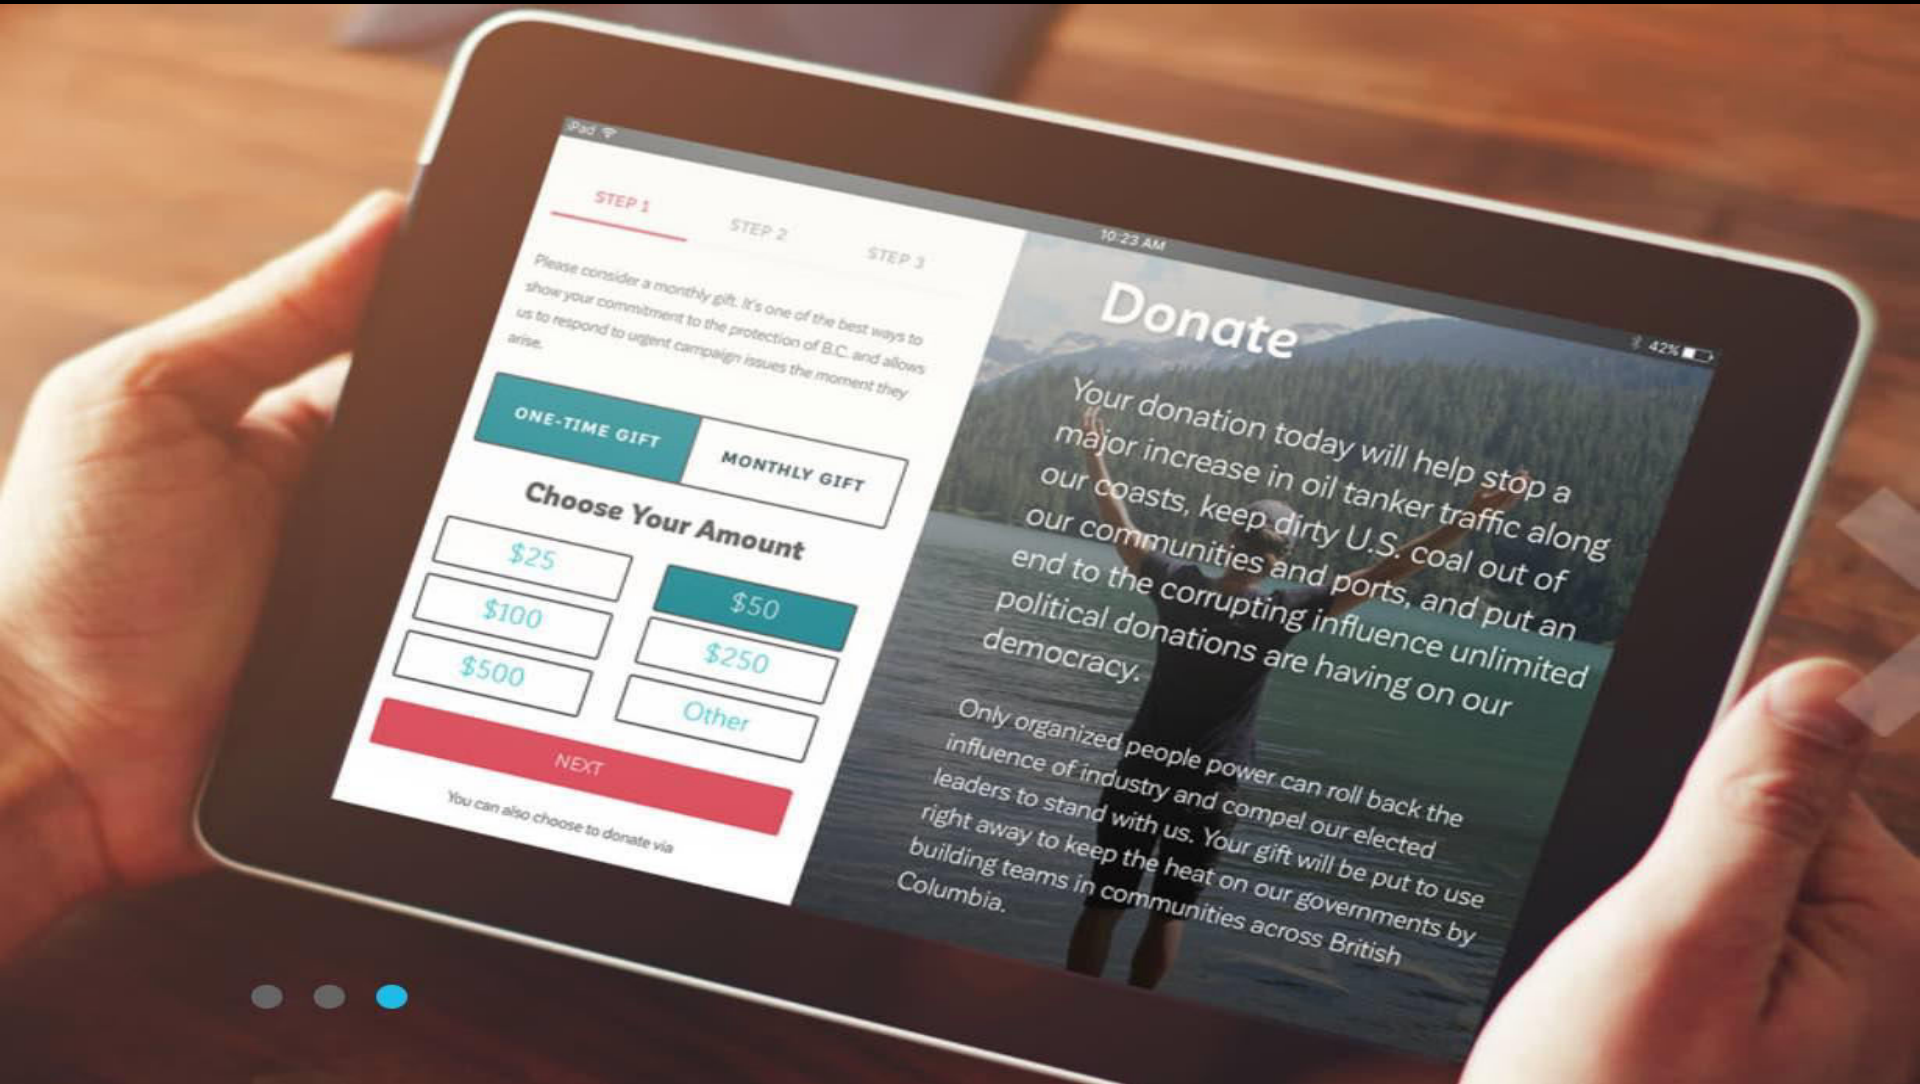 iPad
10:23 AM
42%
STEP 1
STEP 2
STEP 3
Please consider a monthly gift. It's one of the best ways to
show your commitment to the protection of B.C. and allows
us to respond to urgent campaign issues the moment they
arise.
ONE-TIME GIFT
MONTHLY GIFT
Choose Your Amount
$25
$50
$100
$250
$500
Other
NEXT
You can also choose to donate via
Donate
Your donation today will help stop a
major increase in oil tanker traffic along
our coasts, keep dirty U.S. coal out of
our communities and ports, and put an
end to the corrupting influence unlimited
political donations are having on our
democracy.
Only organized people power can roll back the
influence of industry and compel our elected
leaders to stand with us. Your gift will be put to use
right away to keep the heat on our governments by
building teams in communities across British
Columbia.